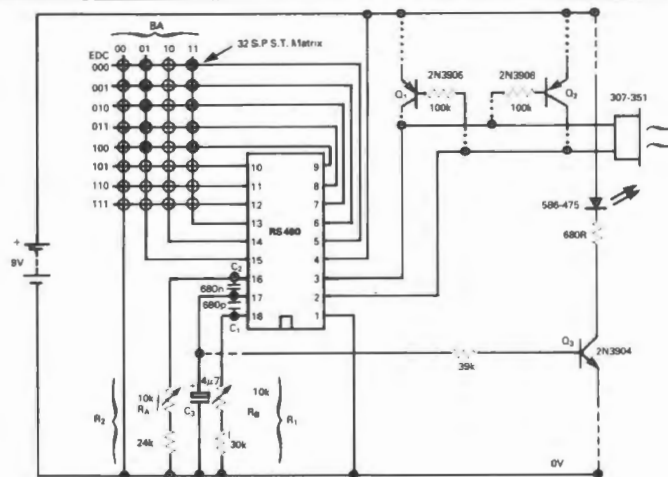 BA
00 01 10 11
32 S.P S.T. Matrix
EDC
000
001
010
011
100
101
110
111
2N3906
2N3906
Q1
Q2
100k
100k
307-351
10 9
11 8
12 7
13 6
RS480
14 5
15 4
16 3
17 2
18 1
9V
+
C2
680n
680p
C1
586-475
680R
Q3
2N3904
39k
4µ7
10k
RA
C3
10k
RB
R2
R1
24k
30k
0V